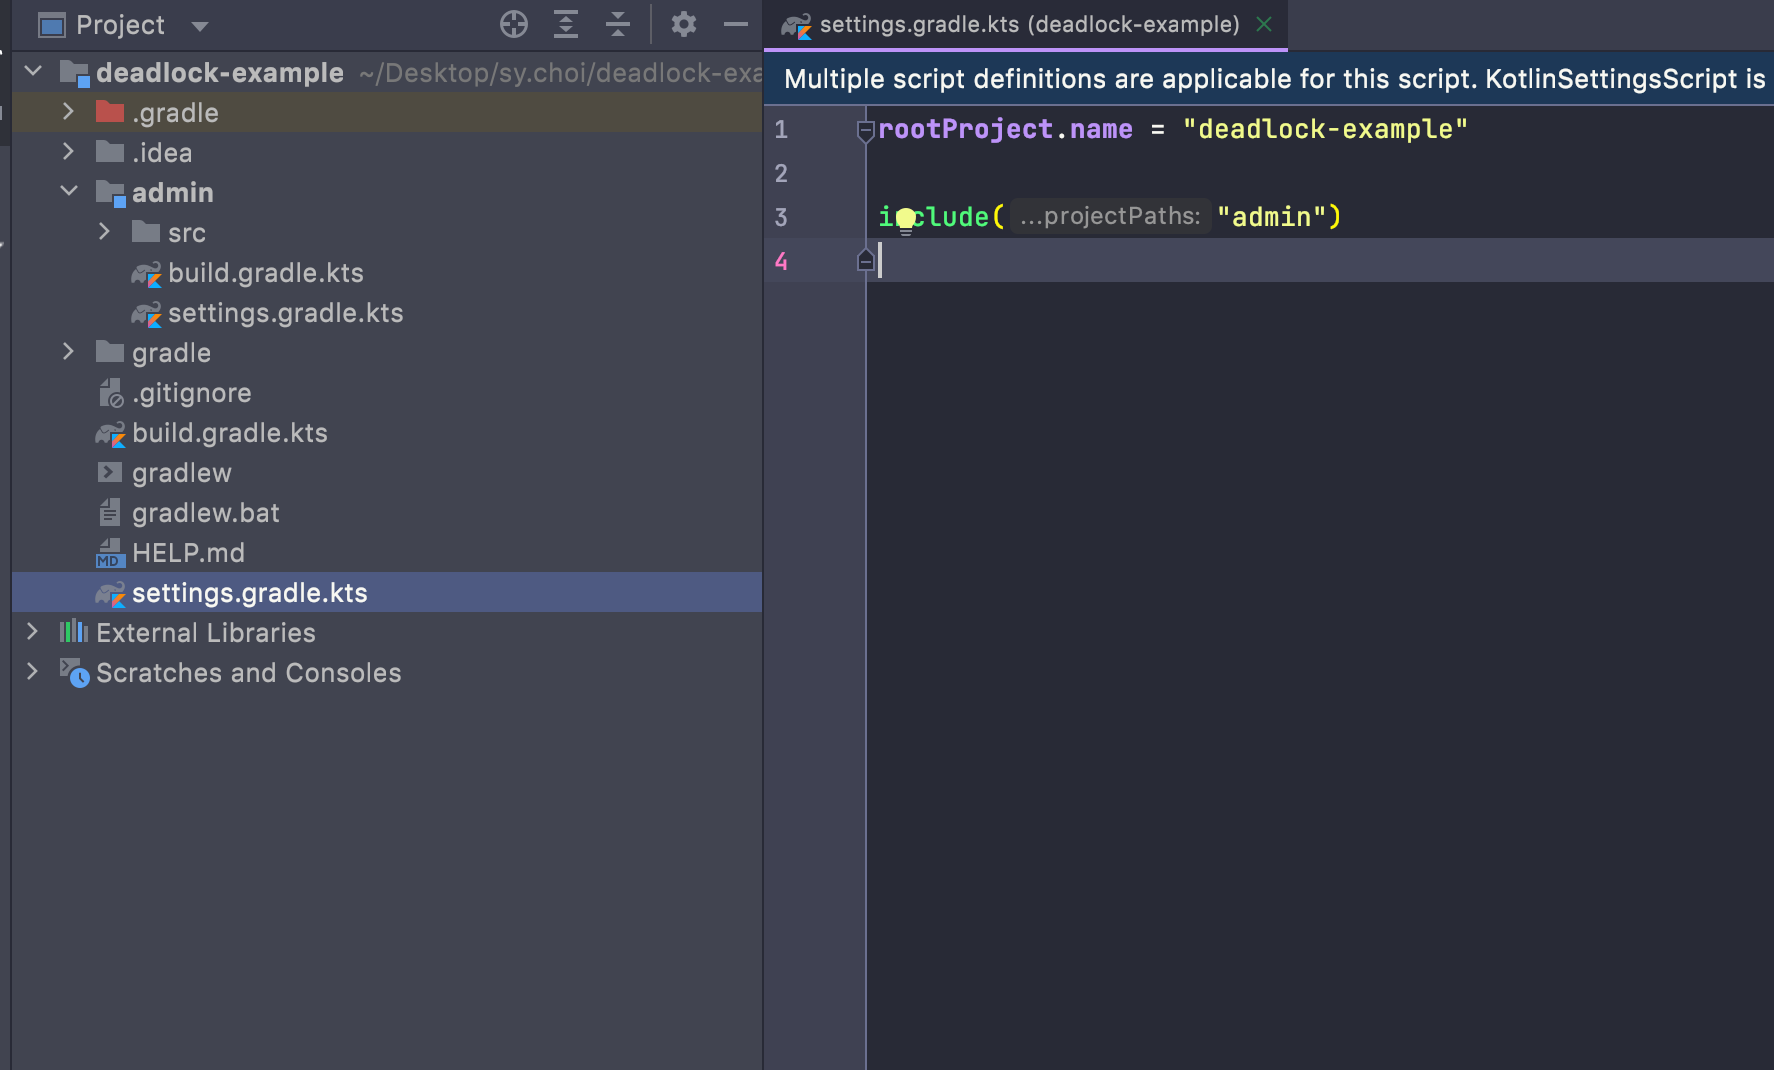 Project
deadlock-example ~/Desktop/sy.choi/deadlock-exa
.gradle
.idea
admin
src
build.gradle.kts
settings.gradle.kts
gradle
.gitignore
build.gradle.kts
gradlew
gradlew.bat
MD HELP.md
settings.gradle.kts
External Libraries
Scratches and Consoles
settings.gradle.kts (deadlock-example)
Multiple script definitions are applicable for this script. KotlinSettingsScript is
1 rootProject.name = "deadlock-example"
2
3 include( ...projectPaths: "admin")
4